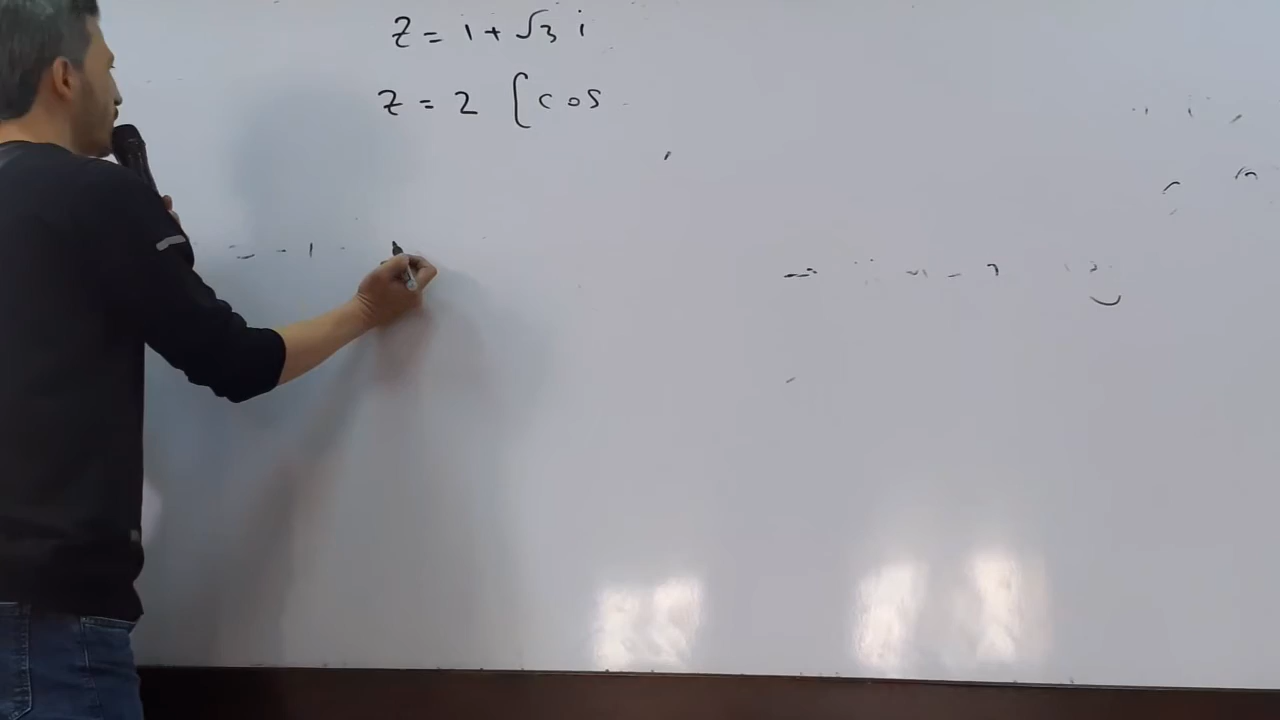 z = 1 + √3 i
z = 2 [cos